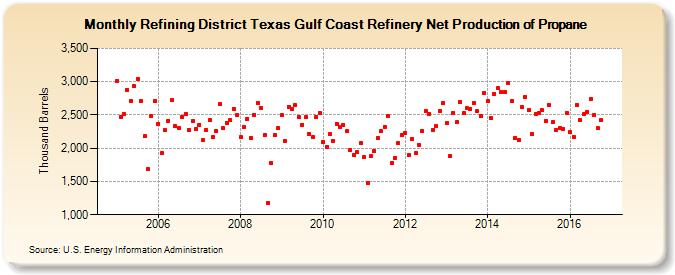 Monthly Refining District Texas Gulf Coast Refinery Net Production of Propane
Thousand Barrels
3,500
3,000
2,500
2,000
1,500
1,000
2006 2008 2010 2012 2014 2016
Source: U.S. Energy Information Administration